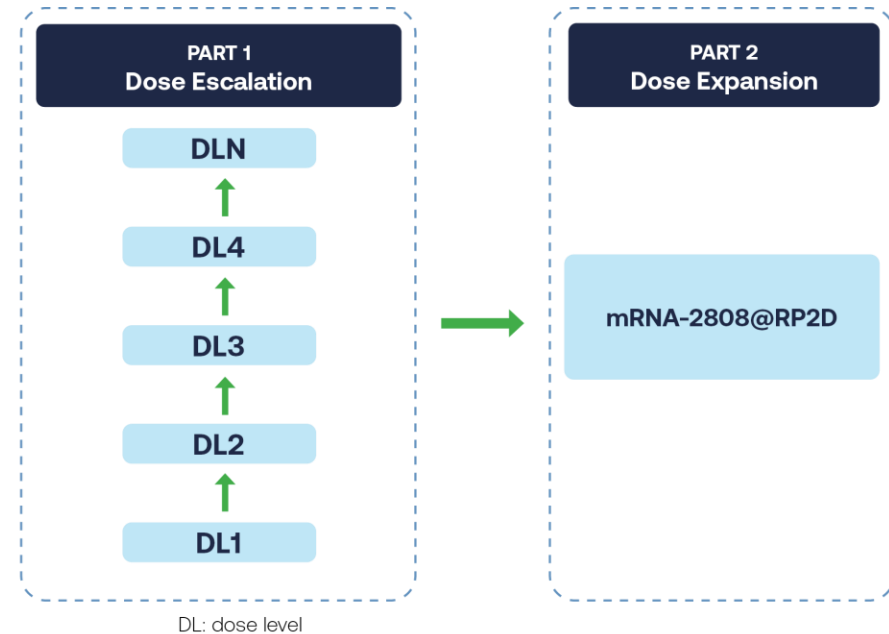 PART 1
Dose Escalation
DLN
DL4
DL3
DL2
DL1
DL: dose level
PART 2
Dose Expansion
mRNA-2808@RP2D